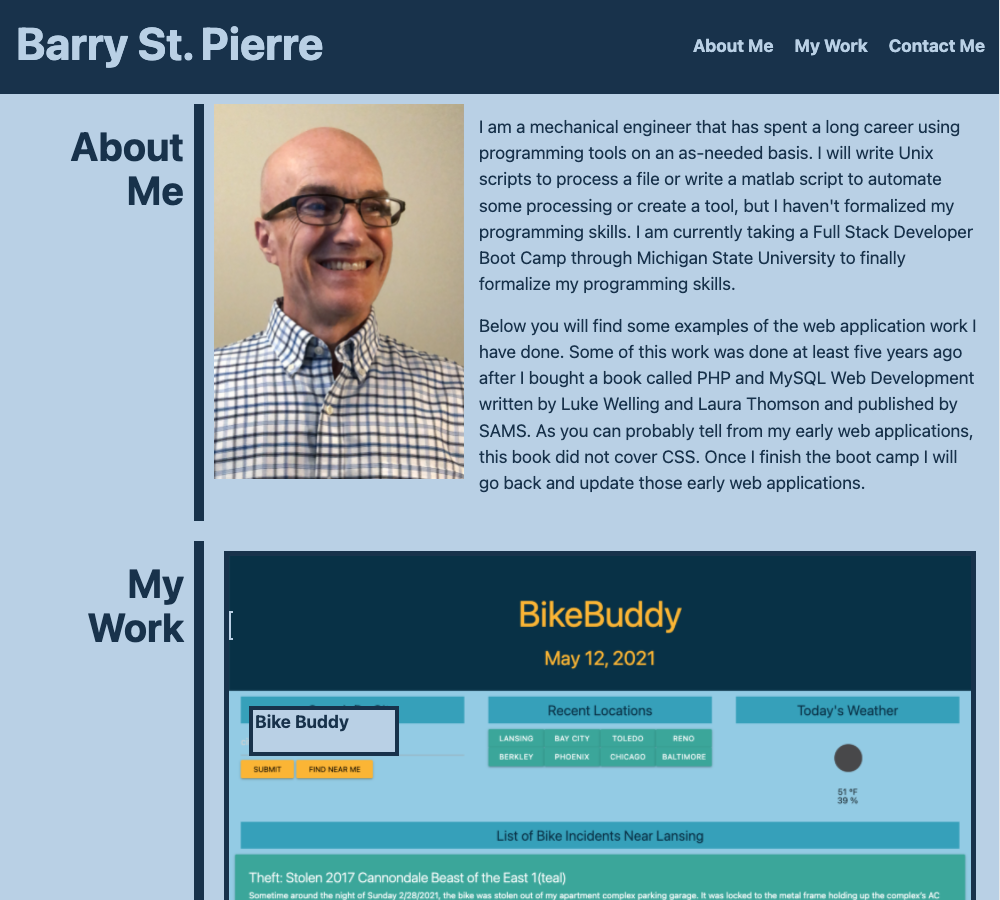 Barry St. Pierre
About Me
My Work
Contact Me
About
Me
I am a mechanical engineer that has spent a long career using
programming tools on an as-needed basis. I will write Unix
scripts to process a file or write a matlab script to automate
some processing or create a tool, but I haven't formalized my
programming skills. I am currently taking a Full Stack Developer
Boot Camp through Michigan State University to finally
formalize my programming skills.
Below you will find some examples of the web application work I
have done. Some of this work was done at least five years ago
after I bought a book called PHP and MySQL Web Development
written by Luke Welling and Laura Thomson and published by
SAMS. As you can probably tell from my early web applications,
this book did not cover CSS. Once I finish the boot camp I will
go back and update those early web applications.
My
Work
BikeBuddy
May 12, 2021
Bike Buddy
SUBMIT
FIND NEAR ME
Recent Locations
LANSING BAY CITY TOLEDO RENO
BERKLEY PHOENIX CHICAGO BALTIMORE
Today's Weather
51 °F
39 %
List of Bike Incidents Near Lansing
Theft: Stolen 2017 Cannondale Beast of the East 1(teal)
Sometime around the night of Sunday 2/28/2021, the bike was stolen out of my apartment complex parking garage. It was locked to the metal frame holding up the complex's AC